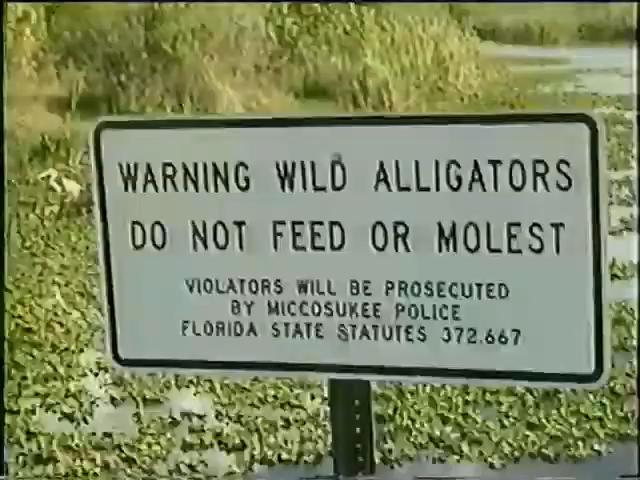 WARNING WILD ALLIGATORS
DO NOT FEED OR MOLEST
VIOLATORS WILL BE PROSECUTED
BY MICCOSUKEE POLICE
FLORIDA STATE STATUTES 372.667